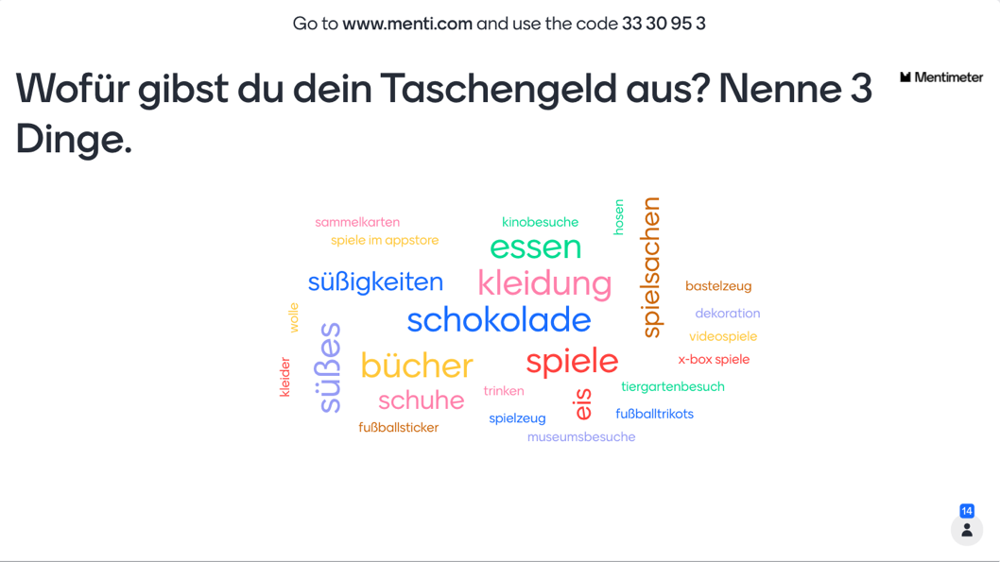 Go to www.menti.com and use the code 33 30 95 3
Wofür gibst du dein Taschengeld aus? Nenne 3
Dinge.
Mentimeter
sammelkarten
kinobesuche
hosen
spielsachen
spiele im appstore
essen
süßigkeiten
kleidung
bastelzeug
wolle
schokolade
dekoration
süßes
videospiele
kleider
bücher
spiele
x-box spiele
schuhe
trinken
eis
tiergartenbesuch
fußballsticker
spielzeug
fußballtrikots
museumsbesuche
14